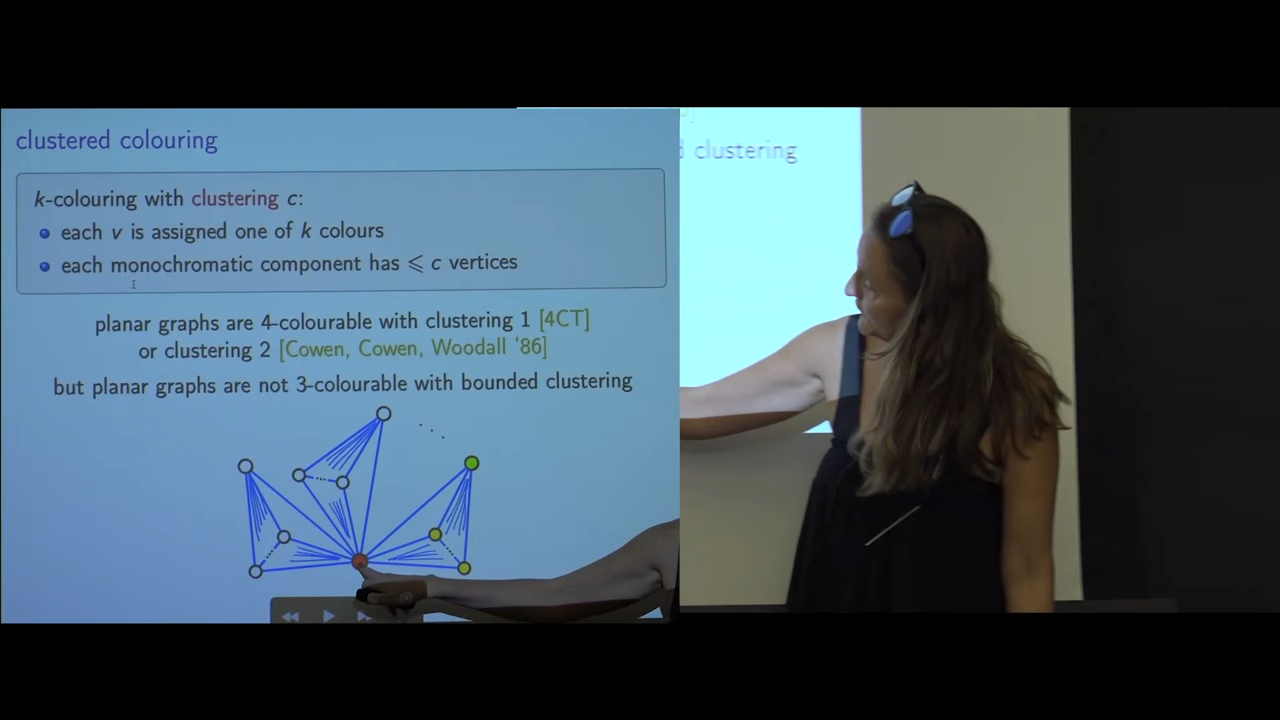 clustered colouring
k-colouring with clustering c:
each v is assigned one of k colours
each monochromatic component has ⩽ c vertices
planar graphs are 4-colourable with clustering 1 [4CT]
or clustering 2 [Cowen, Cowen, Woodall '86]
but planar graphs are not 3-colourable with bounded clustering
clustering